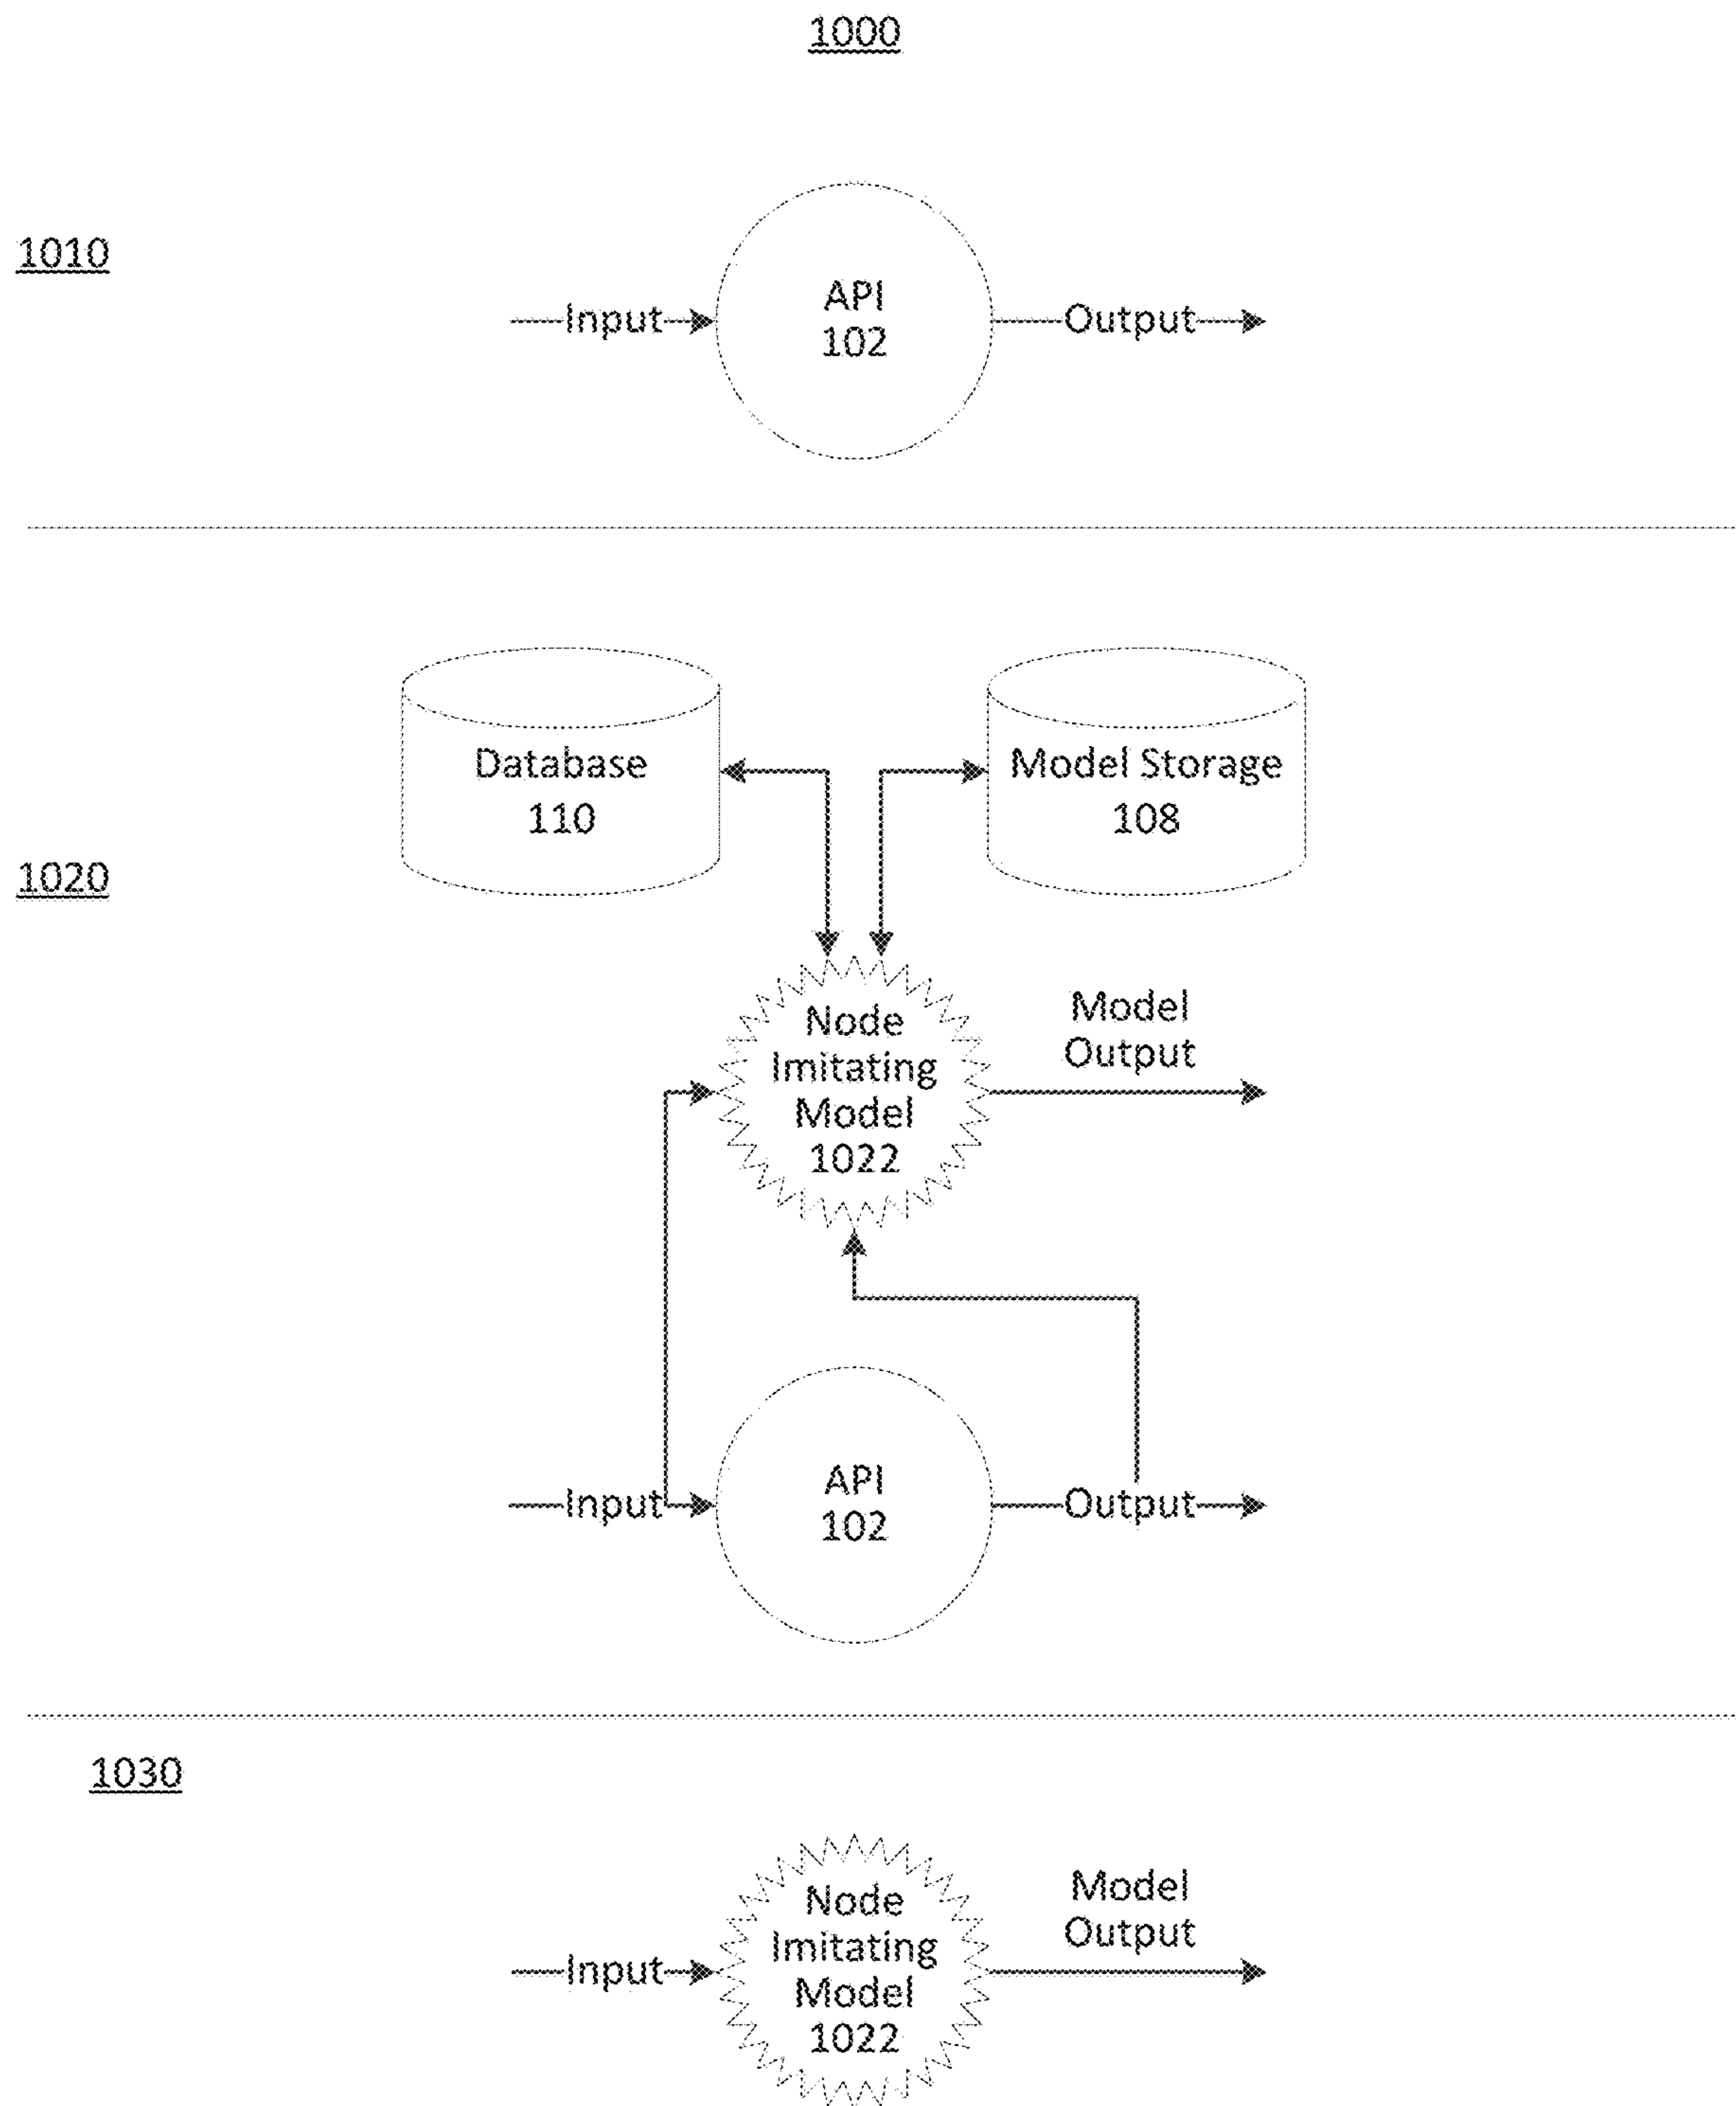 1000
1010
API
102
Input
Output
Database
110
Model Storage
108
1020
Node
Imitating
Model
1022
Model
Output
API
102
Input
Output
1030
Node
Imitating
Model
1022
Model
Output
Input